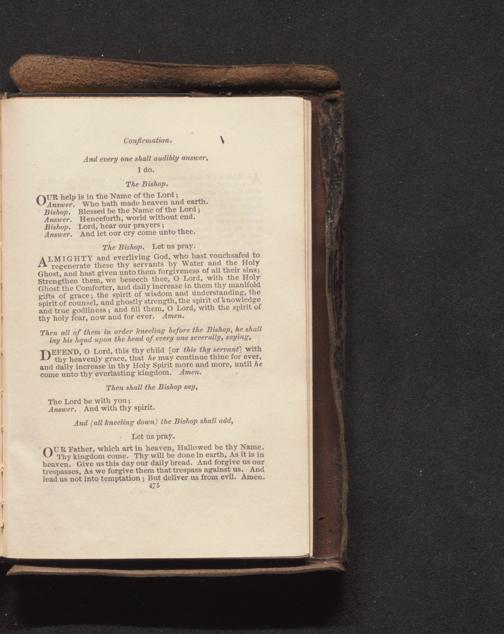 Confirmation.
And every one shall audibly answer,
I do.
The Bishop.
OUR help is in the Name of the Lord;
Answer. Who hath made heaven and earth.
Bishop. Blessed be the Name of the Lord;
Answer. Henceforth, world without end.
Bishop. Lord, hear our prayers;
Answer. And let our cry come unto thee.
The Bishop. Let us pray.
ALMIGHTY and everliving God, who hast vouchsafed to
regenerate these thy servants by Water and the Holy
Ghost, and hast given unto them forgiveness of all their sins;
Strengthen them, we beseech thee, O Lord, with the Holy
Ghost the Comforter, and daily increase in them thy manifold
gifts of grace; the spirit of wisdom and understanding, the
spirit of counsel, and ghostly strength, the spirit of knowledge
and true godliness; and fill them, O Lord, with the spirit of
thy holy fear, now and for ever. Amen.
Then all of them in order kneeling before the Bishop, he shall
lay his hand upon the head of every one severally, saying,
DEFEND, O Lord, this thy child [or this thy servant] with
thy heavenly grace, that he may continue thine for ever,
and daily increase in thy Holy Spirit more and more, until he
come unto thy everlasting kingdom. Amen.
Then shall the Bishop say,
The Lord be with you;
Answer. And with thy spirit.
And (all kneeling down) the Bishop shall add,
Let us pray.
OUR Father, which art in heaven, Hallowed be thy Name.
Thy kingdom come. Thy will be done in earth, As it is in
heaven. Give us this day our daily bread. And forgive us our
trespasses, As we forgive them that trespass against us. And
lead us not into temptation; But deliver us from evil. Amen.
475